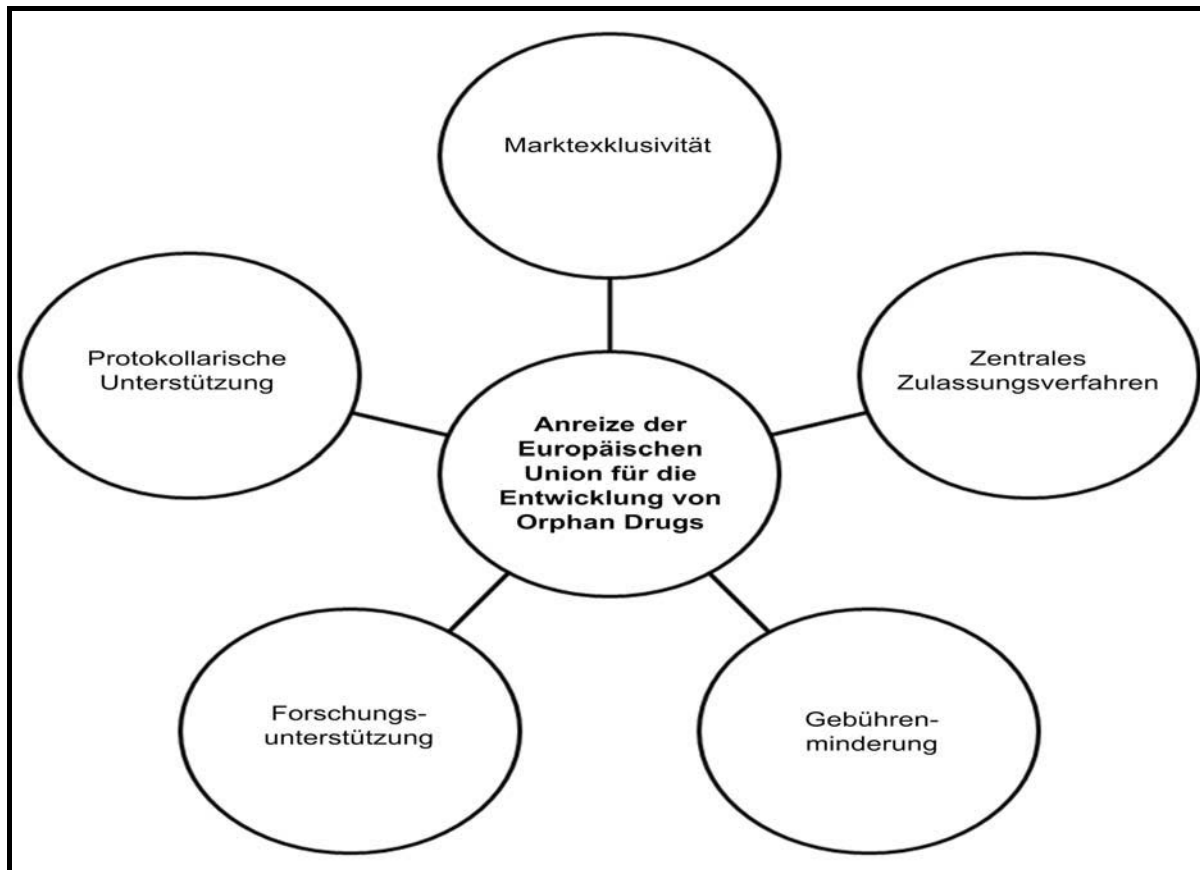 Marktexklusivität
Protokollarische
Unterstützung
Zentrales
Zulassungsverfahren
Anreize der
Europäischen
Union für die
Entwicklung von
Orphan Drugs
Forschungs-
unterstützung
Gebühren-
minderung